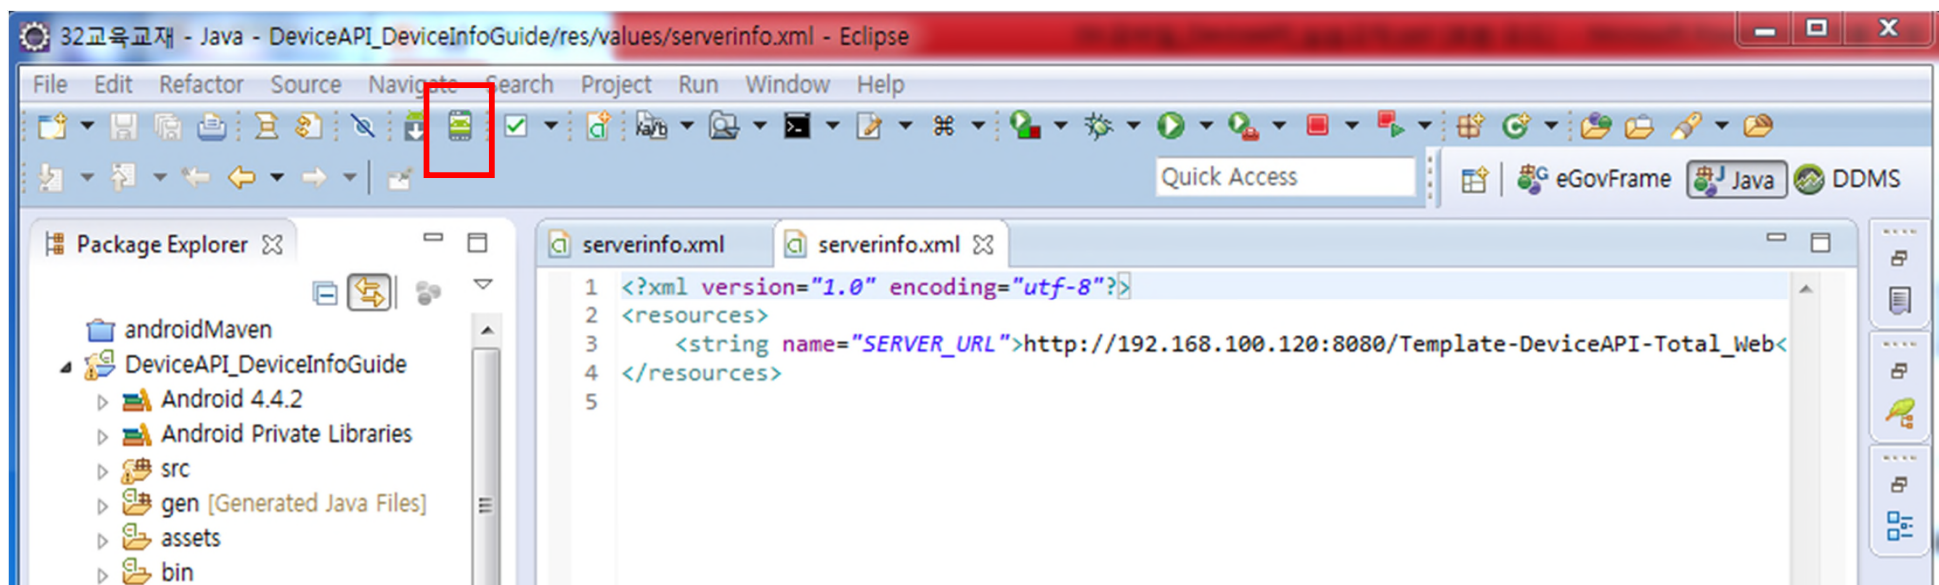 32교육교재 - Java - DeviceAPI_DeviceInfoGuide/res/values/serverinfo.xml - Eclipse
File Edit Refactor Source Navigate Search Project Run Window Help
Quick Access
eGovFrame Java DDMS
Package Explorer
serverinfo.xml serverinfo.xml
1 <?xml version="1.0" encoding="utf-8"?>
2 <resources>
3 <string name="SERVER_URL">http://192.168.100.120:8080/Template-DeviceAPI-Total_Web<
4 </resources>
5
androidMaven
DeviceAPI_DeviceInfoGuide
Android 4.4.2
Android Private Libraries
src
gen [Generated Java Files]
assets
bin